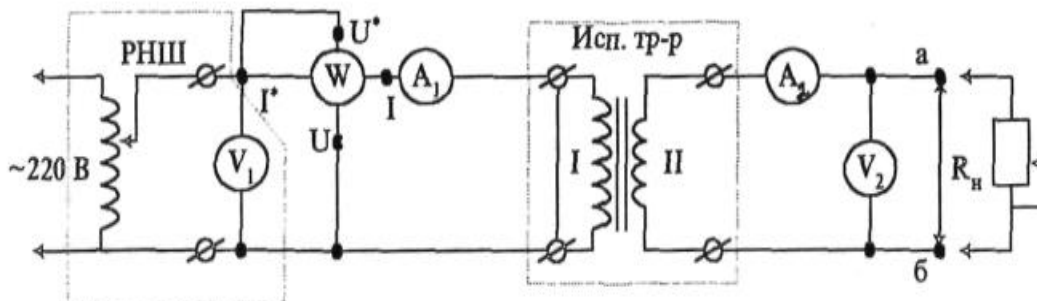 РНШ
U*
W
A₁
I
I*
U
V₁
~220 В
Исп. тр-р
I
II
A₂
V₂
а
Rн
б